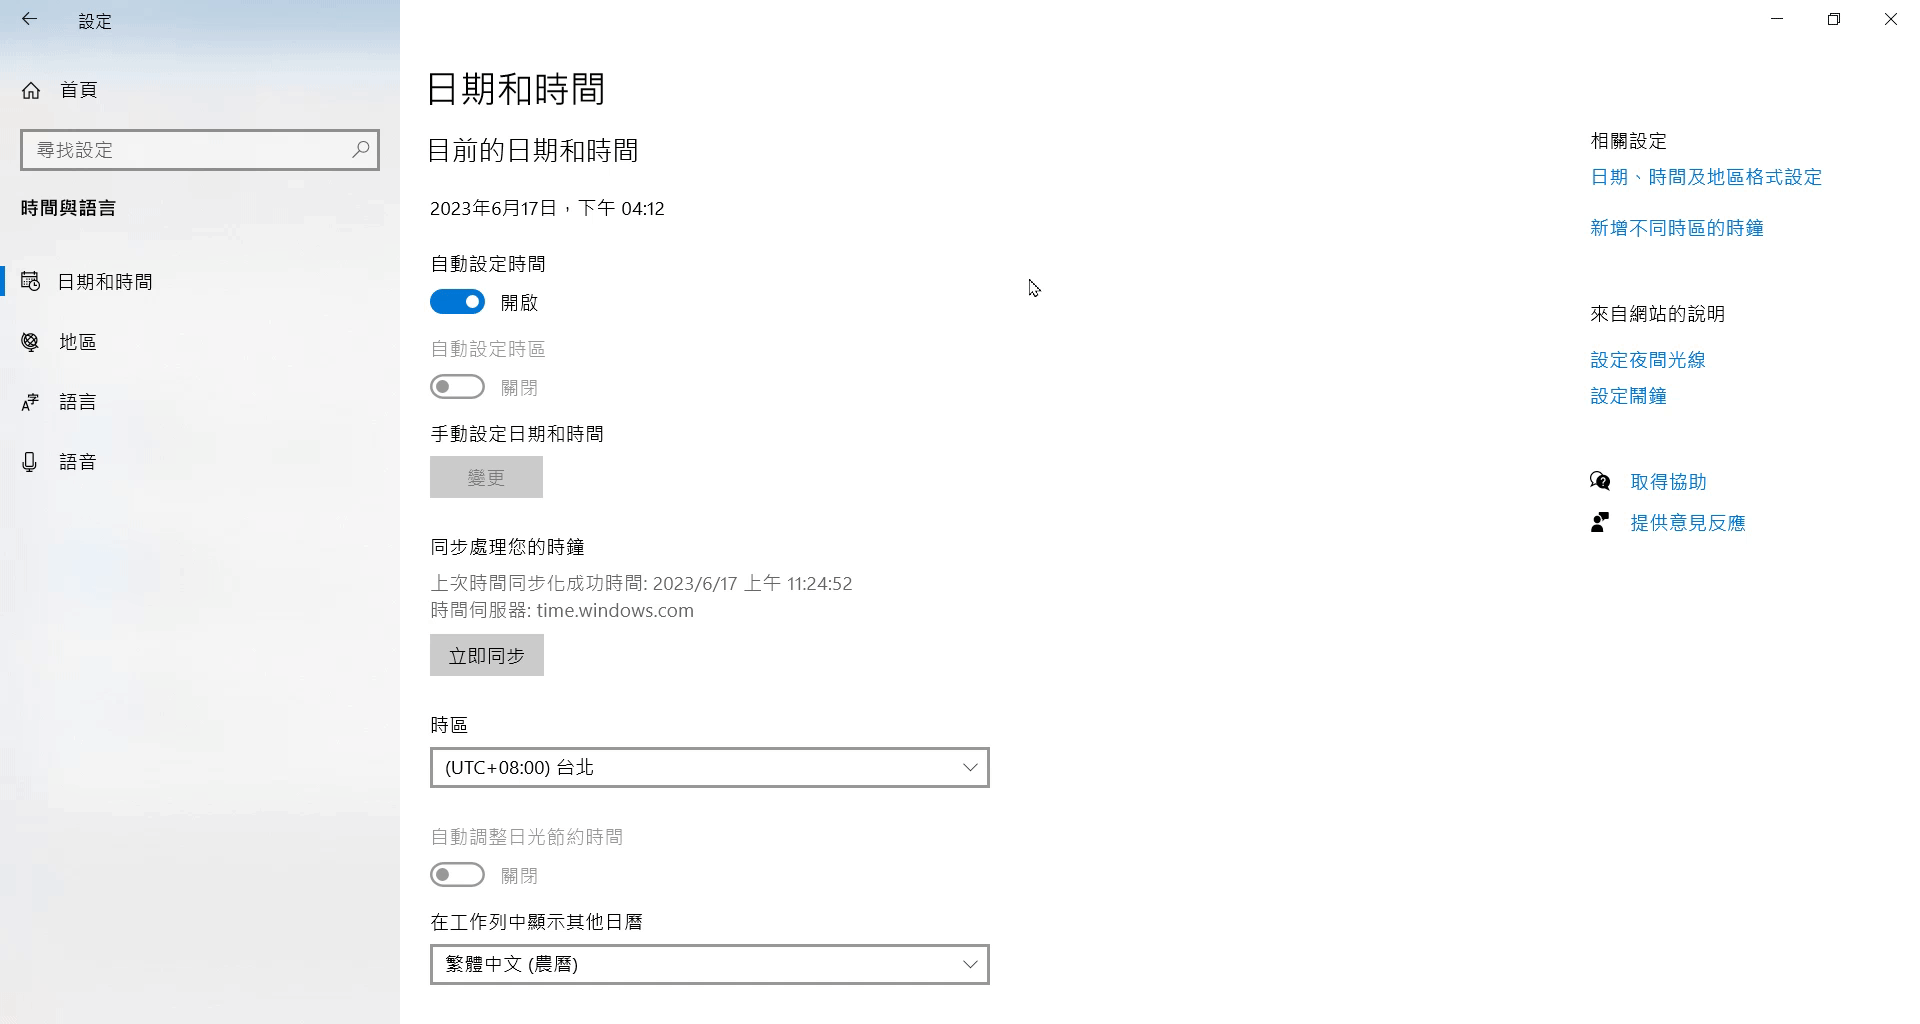 設定
首頁
尋找設定
時間與語言
日期和時間
地區
語言
語音
日期和時間
目前的日期和時間
2023年6月17日，下午 04:12
自動設定時間
開啟
自動設定時區
關閉
手動設定日期和時間
變更
同步處理您的時鐘
上次時間同步化成功時間: 2023/6/17 上午 11:24:52
時間伺服器: time.windows.com
立即同步
時區
(UTC+08:00) 台北
自動調整日光節約時間
關閉
在工作列中顯示其他日曆
繁體中文 (農曆)
相關設定
日期、時間及地區格式設定
新增不同時區的時鐘
來自網站的說明
設定夜間光線
設定鬧鐘
取得協助
提供意見反應